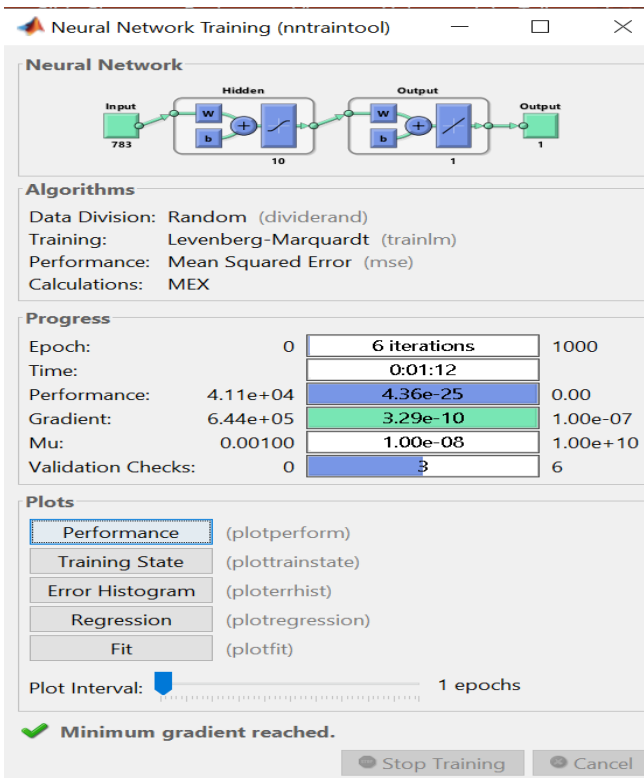 Neural Network Training (nntraintool)
Neural Network
Hidden Output
Input Output
W W
b b
783 10 1 1
Algorithms
Data Division: Random (dividerand)
Training: Levenberg-Marquardt (trainlm)
Performance: Mean Squared Error (mse)
Calculations: MEX
Progress
Epoch: 0 6 iterations 1000
Time: 0:01:12
Performance: 4.11e+04 4.36e-25 0.00
Gradient: 6.44e+05 3.29e-10 1.00e-07
Mu: 0.00100 1.00e-08 1.00e+10
Validation Checks: 0 3 6
Plots
Performance (plotperform)
Training State (plottrainstate)
Error Histogram (ploterrhist)
Regression (plotregression)
Fit (plotfit)
Plot Interval: 1 epochs
Minimum gradient reached.
Stop Training Cancel